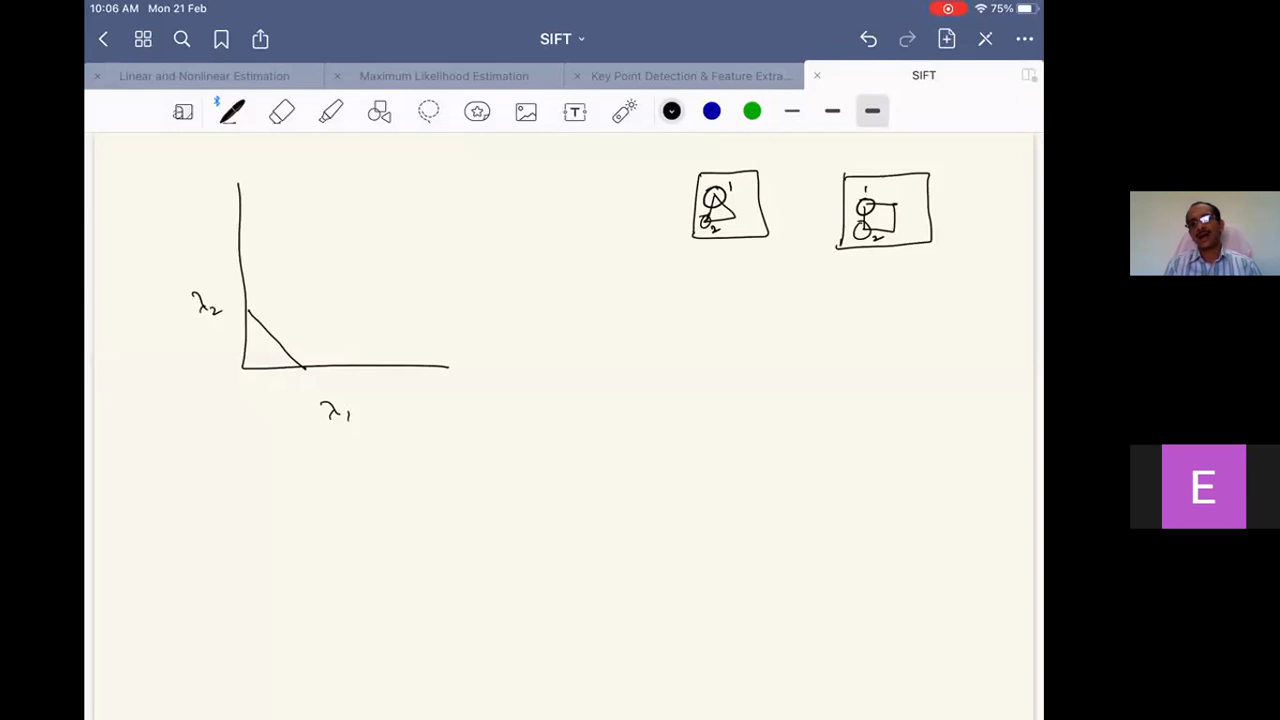 10:06 AM Mon 21 Feb
75%
SIFT
Linear and Nonlinear Estimation
Maximum Likelihood Estimation
Key Point Detection & Feature Extra...
SIFT
T
1
2
1
2
λ2
λ1
E